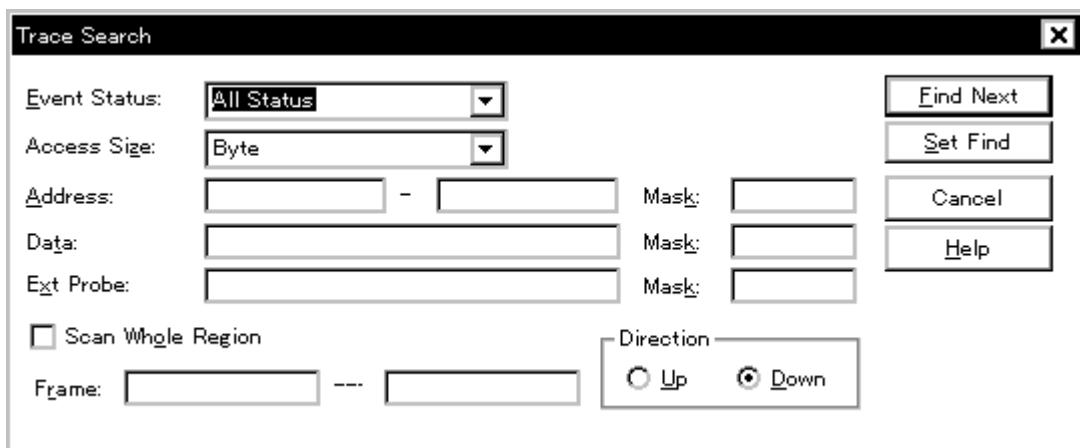 Trace Search
Event Status: All Status Find Next
Access Size: Byte Set Find
Address: - Mask: Cancel
Data: Mask: Help
Ext Probe: Mask:
Scan Whole Region
Direction
Frame: --- Up Down